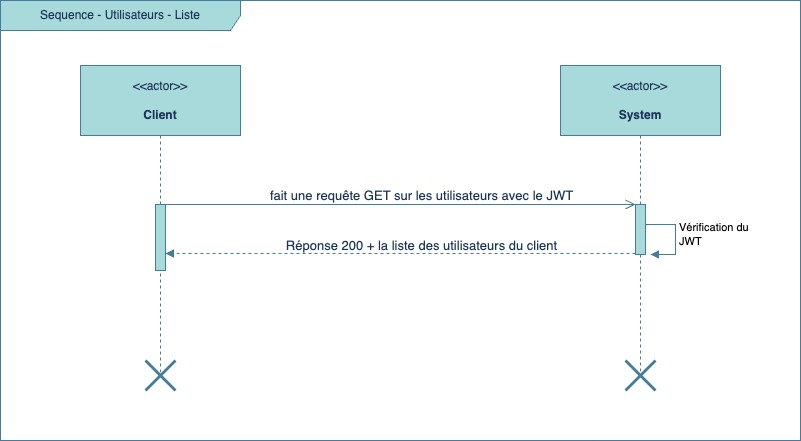 Sequence - Utilisateurs - Liste
<<actor>>
Client
<<actor>>
System
fait une requête GET sur les utilisateurs avec le JWT
Vérification du
JWT
Réponse 200 + la liste des utilisateurs du client